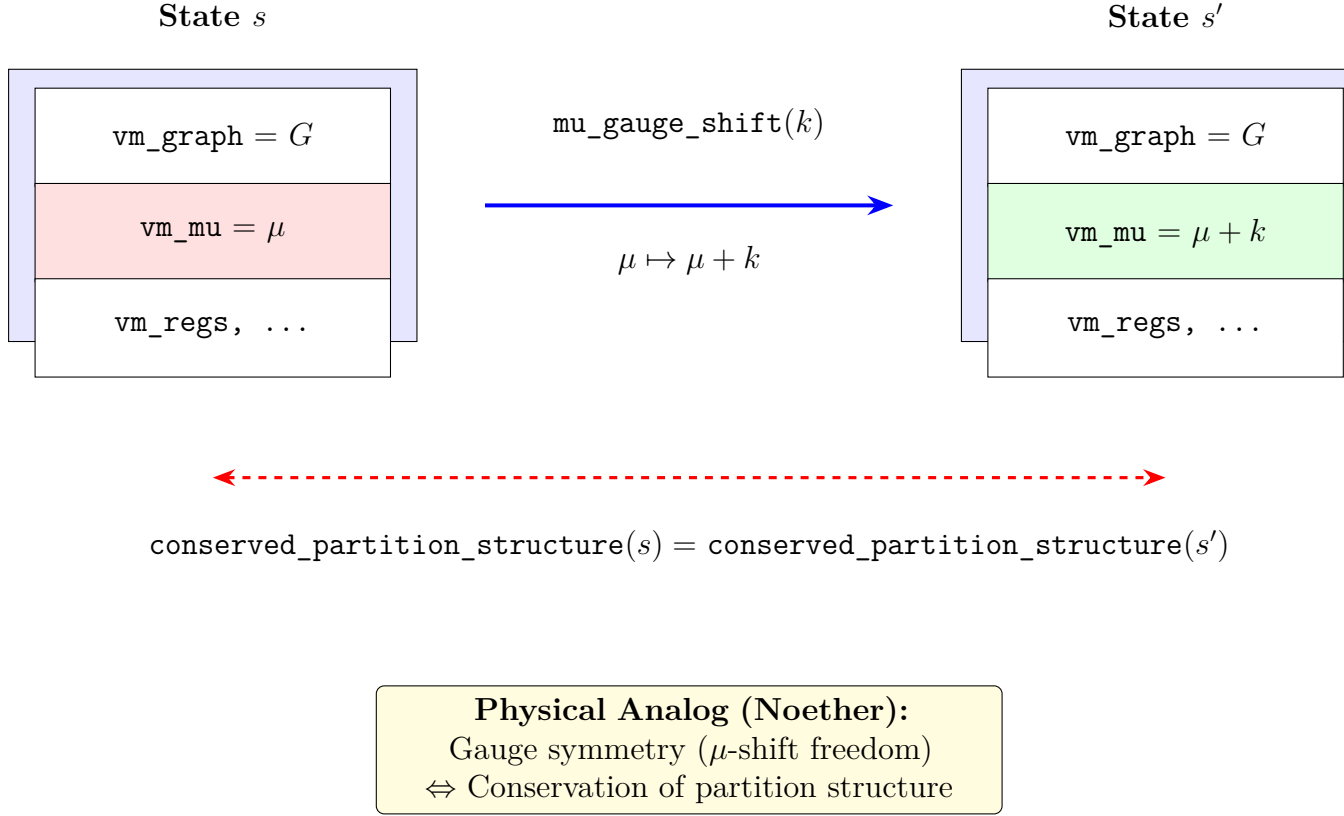 State s
State s′
vm_graph = G
vm_mu = μ
vm_regs, ...
mu_gauge_shift(k)
μ ↦ μ + k
vm_graph = G
vm_mu = μ + k
vm_regs, ...
conserved_partition_structure(s) = conserved_partition_structure(s′)
Physical Analog (Noether):
Gauge symmetry (μ-shift freedom)
⇔ Conservation of partition structure